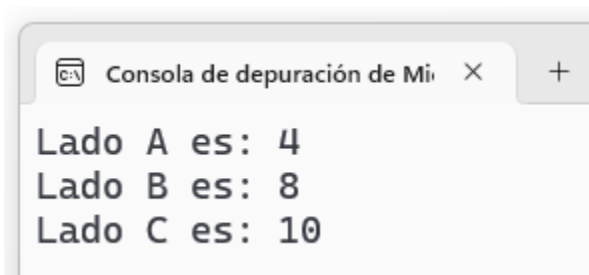 Consola de depuración de Mi
Lado A es: 4
Lado B es: 8
Lado C es: 10